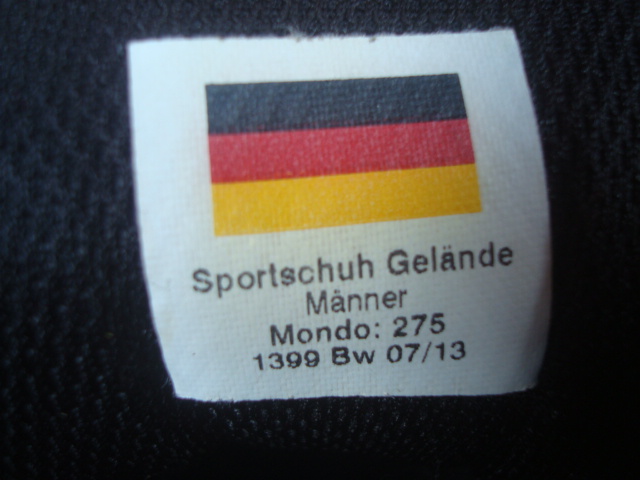 Sportschuh Gelände
Männer
Mondo: 275
1399 Bw 07/13